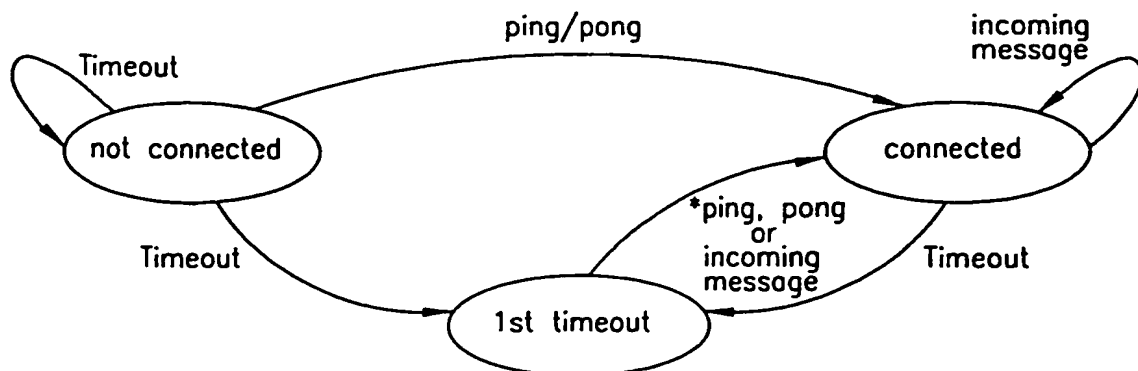 ping/pong
incoming
message
Timeout
not connected
connected
*ping, pong
or
incoming
message
Timeout
Timeout
1st timeout